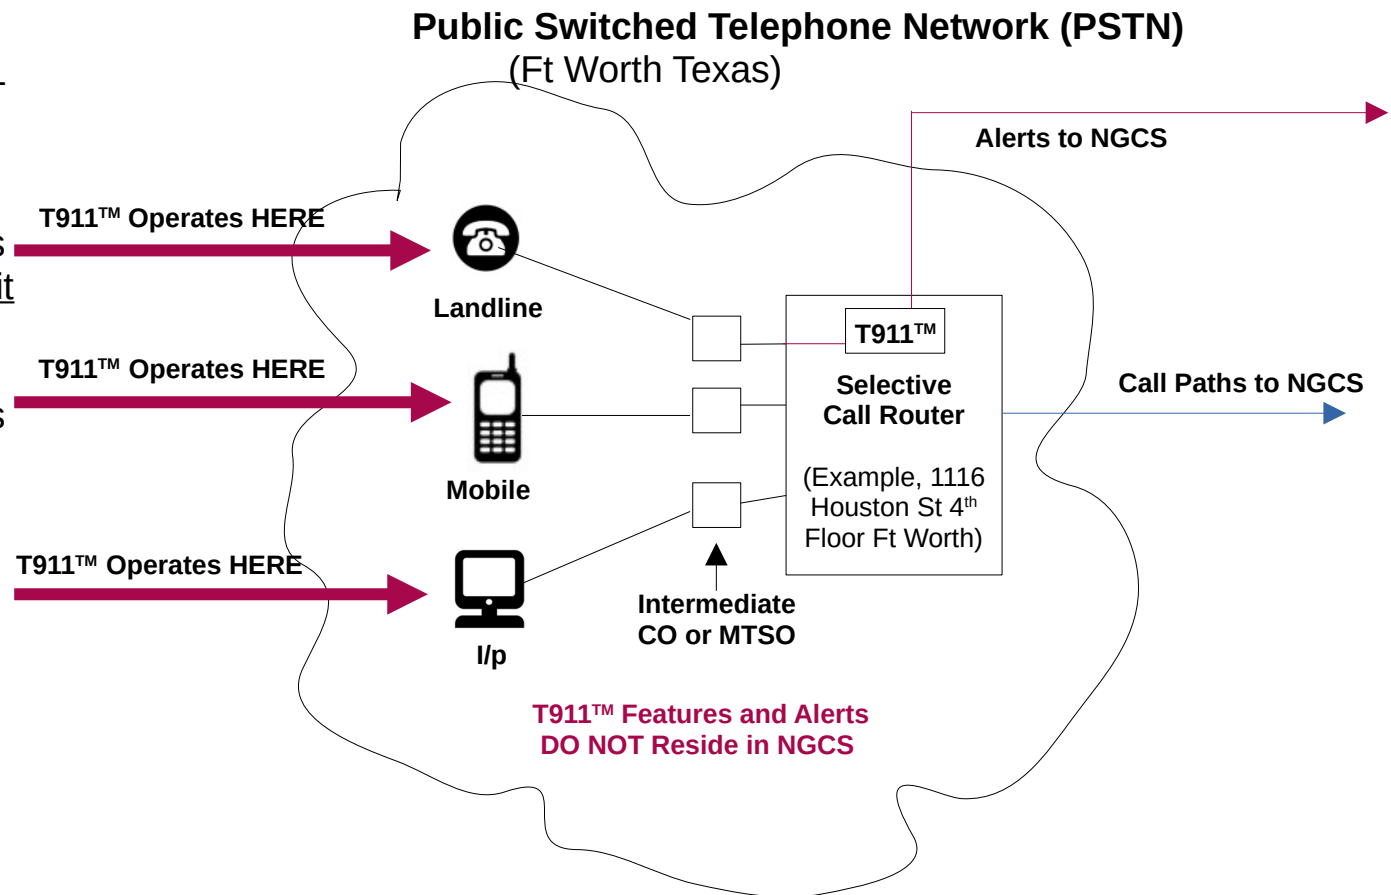 Public Switched Telephone Network (PSTN)
(Ft Worth Texas)
Alerts to NGCS
T911™ Operates HERE
s
it
Landline
T911™
T911™ Operates HERE
s
Selective
Call Router
Call Paths to NGCS
(Example, 1116
Houston St 4th
Floor Ft Worth)
Mobile
T911™ Operates HERE
Intermediate
CO or MTSO
I/p
T911™ Features and Alerts
DO NOT Reside in NGCS